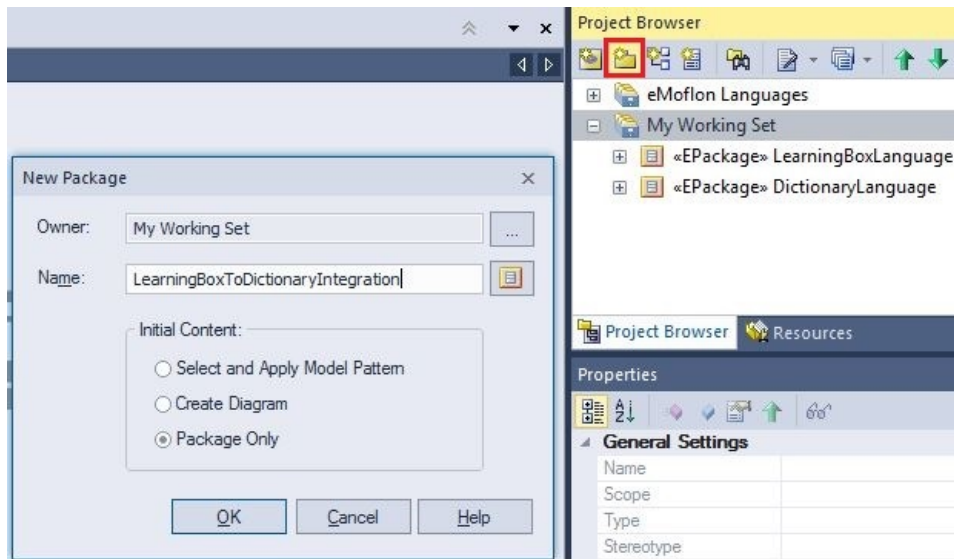 Project Browser
eMoflon Languages
My Working Set
«EPackage» LearningBoxLanguage
«EPackage» DictionaryLanguage
New Package
Owner:
My Working Set
...
Name:
LearningBoxToDictionaryIntegration
Initial Content:
Select and Apply Model Pattern
Create Diagram
Package Only
OK
Cancel
Help
Project Browser
Resources
Properties
General Settings
Name
Scope
Type
Stereotype